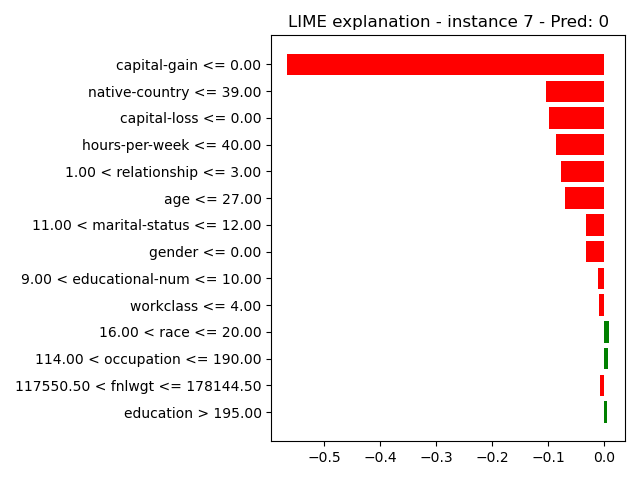 LIME explanation - instance 7 - Pred: 0
capital-gain <= 0.00
native-country <= 39.00
capital-loss <= 0.00
hours-per-week <= 40.00
1.00 < relationship <= 3.00
age <= 27.00
11.00 < marital-status <= 12.00
gender <= 0.00
9.00 < educational-num <= 10.00
workclass <= 4.00
16.00 < race <= 20.00
114.00 < occupation <= 190.00
117550.50 < fnlwgt <= 178144.50
education > 195.00
−0.5 −0.4 −0.3 −0.2 −0.1 0.0